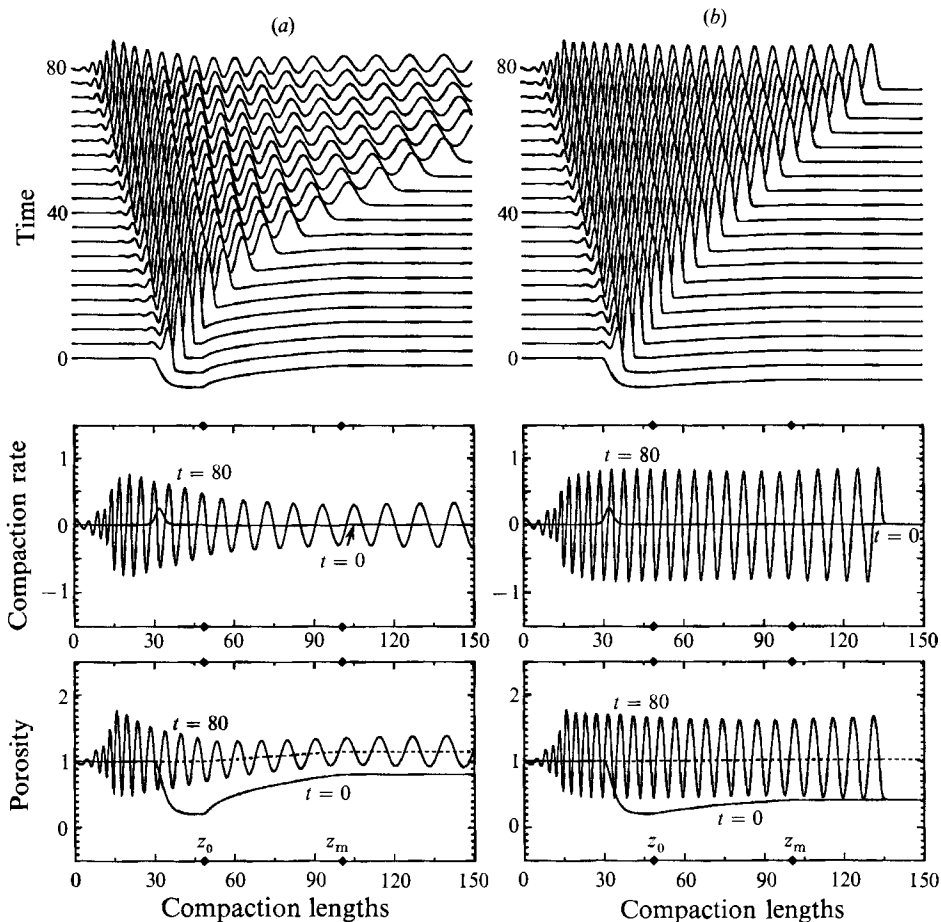 (a)
(b)
80
40
0
Time
80
40
0
Compaction rate
1
0
−1
t = 80
t = 0
0 30 60 90 120 150
1
0
−1
t = 80
t = 0
0 30 60 90 120 150
Porosity
2
1
0
t = 80
t = 0
z₀
zₘ
0 30 60 90 120 150
Compaction lengths
2
1
0
t = 80
t = 0
z₀
zₘ
0 30 60 90 120 150
Compaction lengths